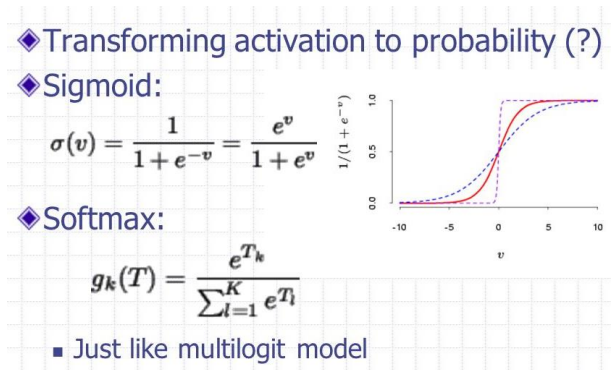 Transforming activation to probability (?)
Sigmoid:
σ(v) = 1 / (1 + e^{-v}) = e^v / (1 + e^v)
1/(1 + e^{-v})
1.0
0.5
0.0
-10 -5 0 5 10
v
Softmax:
g_k(T) = e^{T_k} / \sum_{l=1}^{K} e^{T_l}
Just like multilogit model